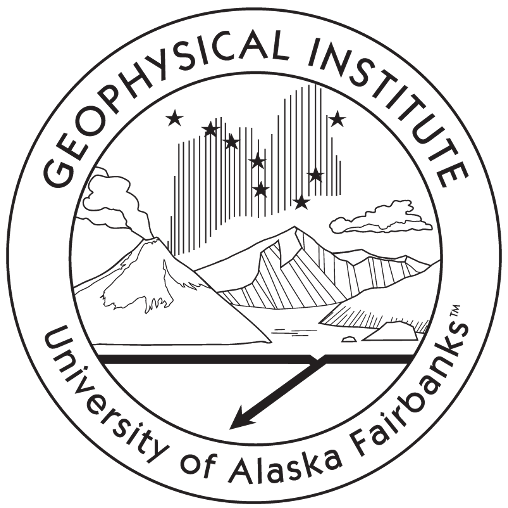 GEOPHYSICAL INSTITUTE
University of Alaska Fairbanks™